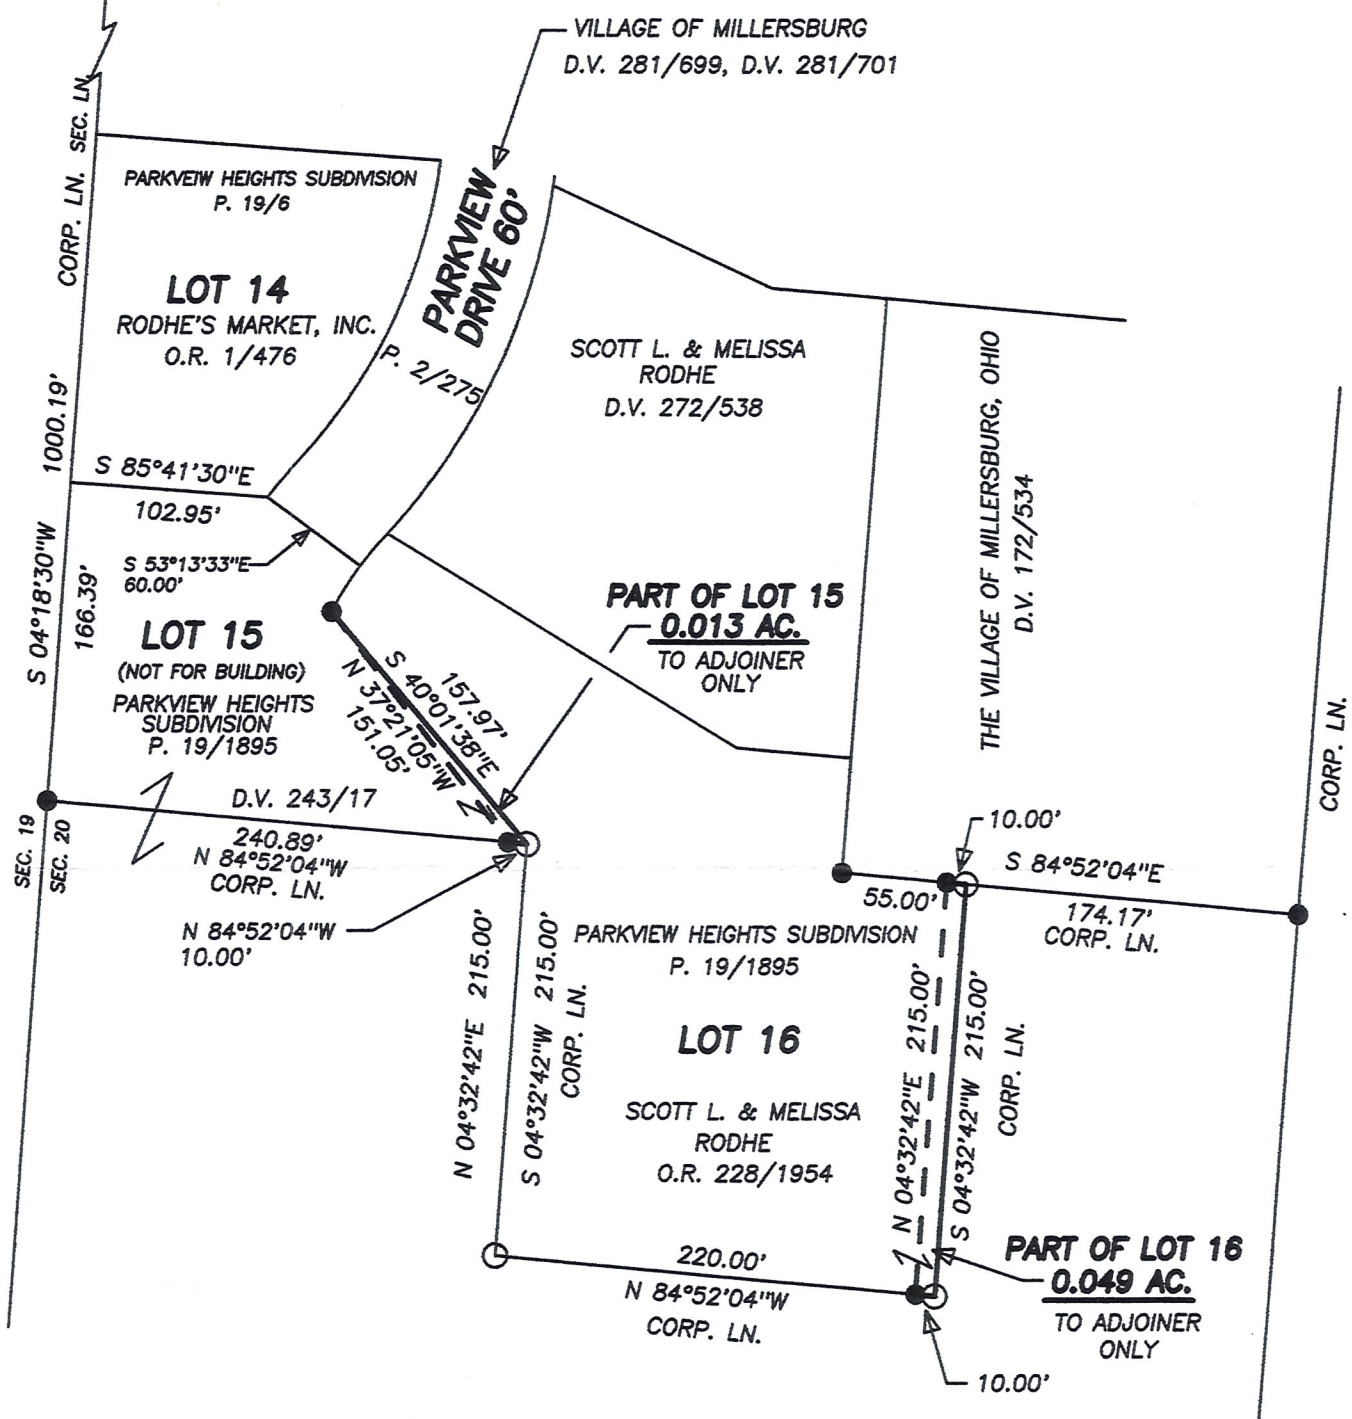 VILLAGE OF MILLERSBURG
D.V. 281/699, D.V. 281/701
CORP. LN. SEC. LN.
PARKVEIW HEIGHTS SUBDIVISION
P. 19/6
LOT 14
RODHE'S MARKET, INC.
O.R. 1/476
PARKVIEW
DRIVE 60'
P. 2/275
SCOTT L. & MELISSA
RODHE
D.V. 272/538
THE VILLAGE OF MILLERSBURG, OHIO
D.V. 172/534
S 04°18'30"W 1000.19'
166.39'
S 85°41'30"E
102.95'
S 53°13'33"E
60.00'
LOT 15
(NOT FOR BUILDING)
PARKVIEW HEIGHTS
SUBDIVISION
P. 19/1895
157.97'
S 40°01'38"E
N 37°21'05"W
151.05'
PART OF LOT 15
0.013 AC.
TO ADJOINER
ONLY
CORP. LN.
D.V. 243/17
240.89'
N 84°52'04"W
CORP. LN.
SEC. 19
SEC. 20
N 84°52'04"W
10.00'
10.00'
S 84°52'04"E
55.00'
174.17'
CORP. LN.
N 04°32'42"E 215.00'
S 04°32'42"W 215.00'
CORP. LN.
PARKVIEW HEIGHTS SUBDIVISION
P. 19/1895
LOT 16
SCOTT L. & MELISSA
RODHE
O.R. 228/1954
N 04°32'42"E 215.00'
S 04°32'42"W 215.00'
CORP. LN.
220.00'
N 84°52'04"W
CORP. LN.
PART OF LOT 16
0.049 AC.
TO ADJOINER
ONLY
10.00'